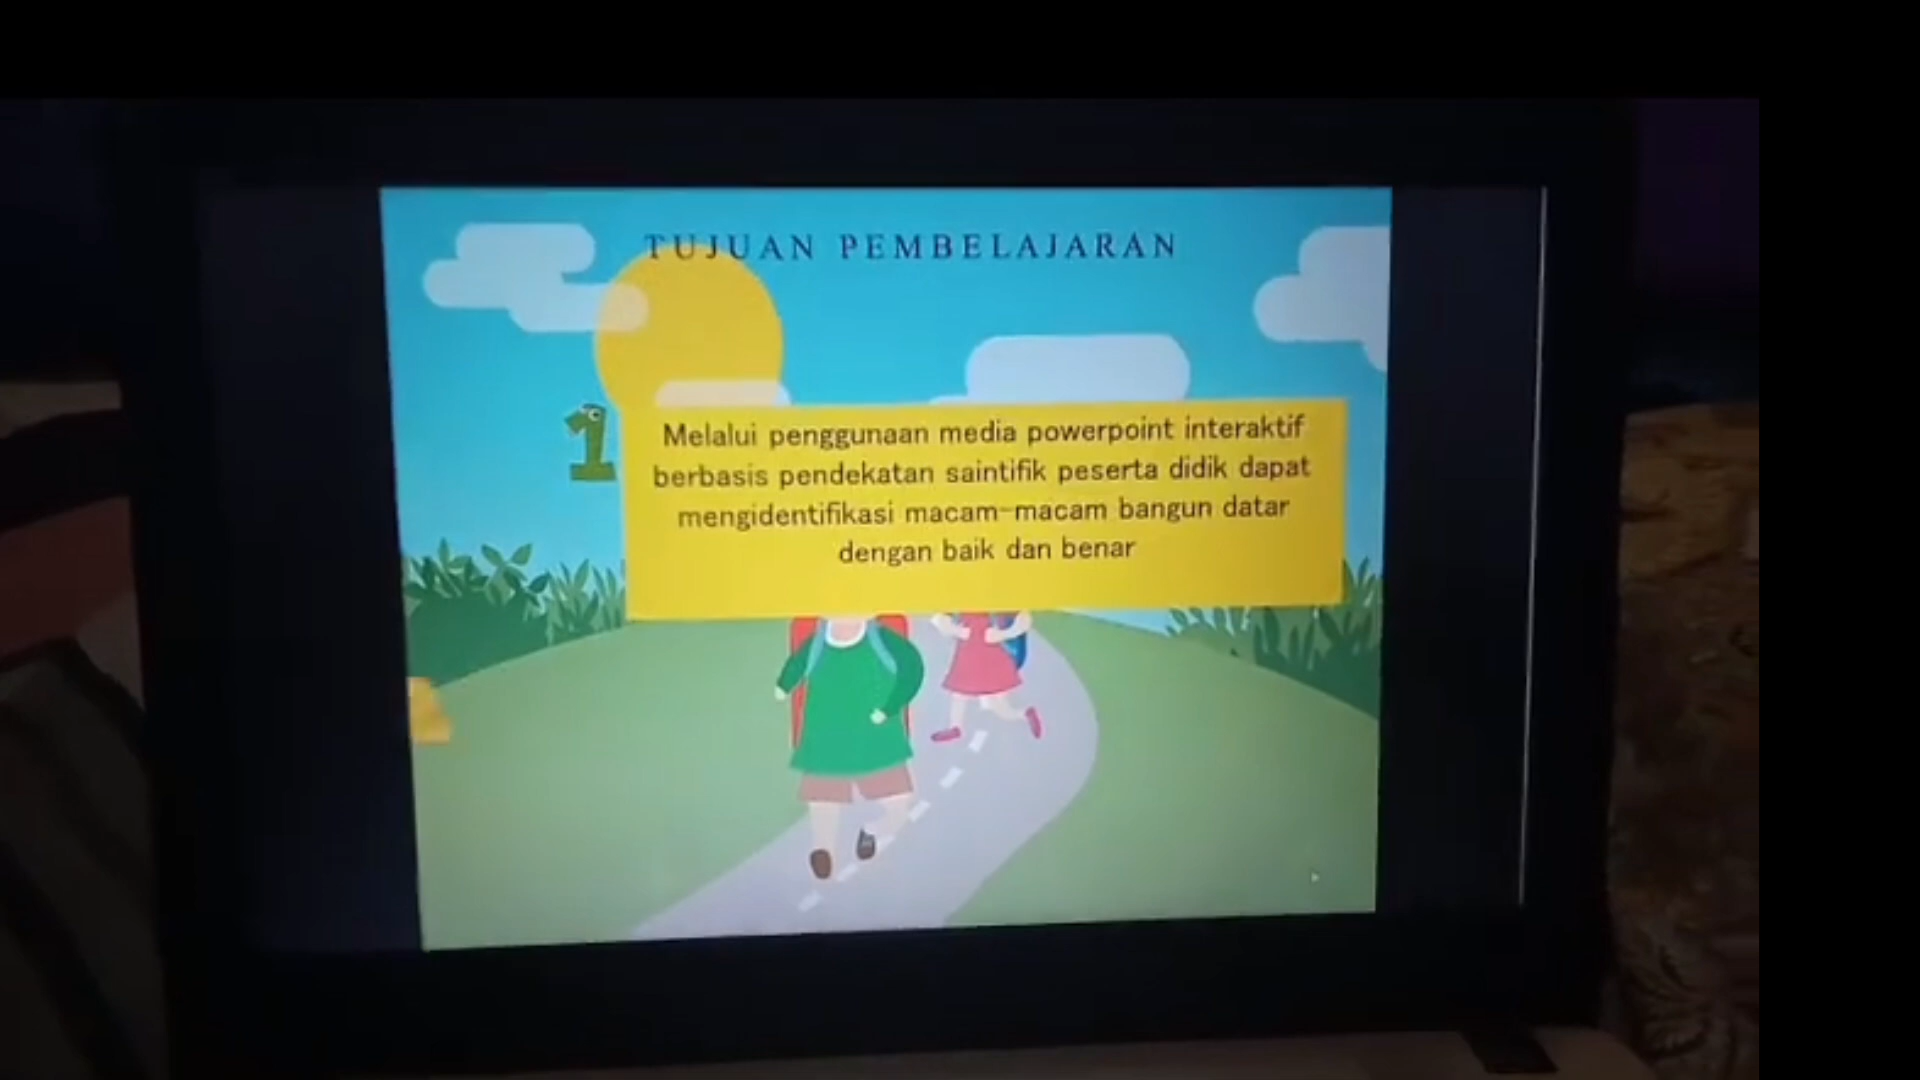 TUJUAN PEMBELAJARAN
1
Melalui penggunaan media powerpoint interaktif
berbasis pendekatan saintifik peserta didik dapat
mengidentifikasi macam-macam bangun datar
dengan baik dan benar